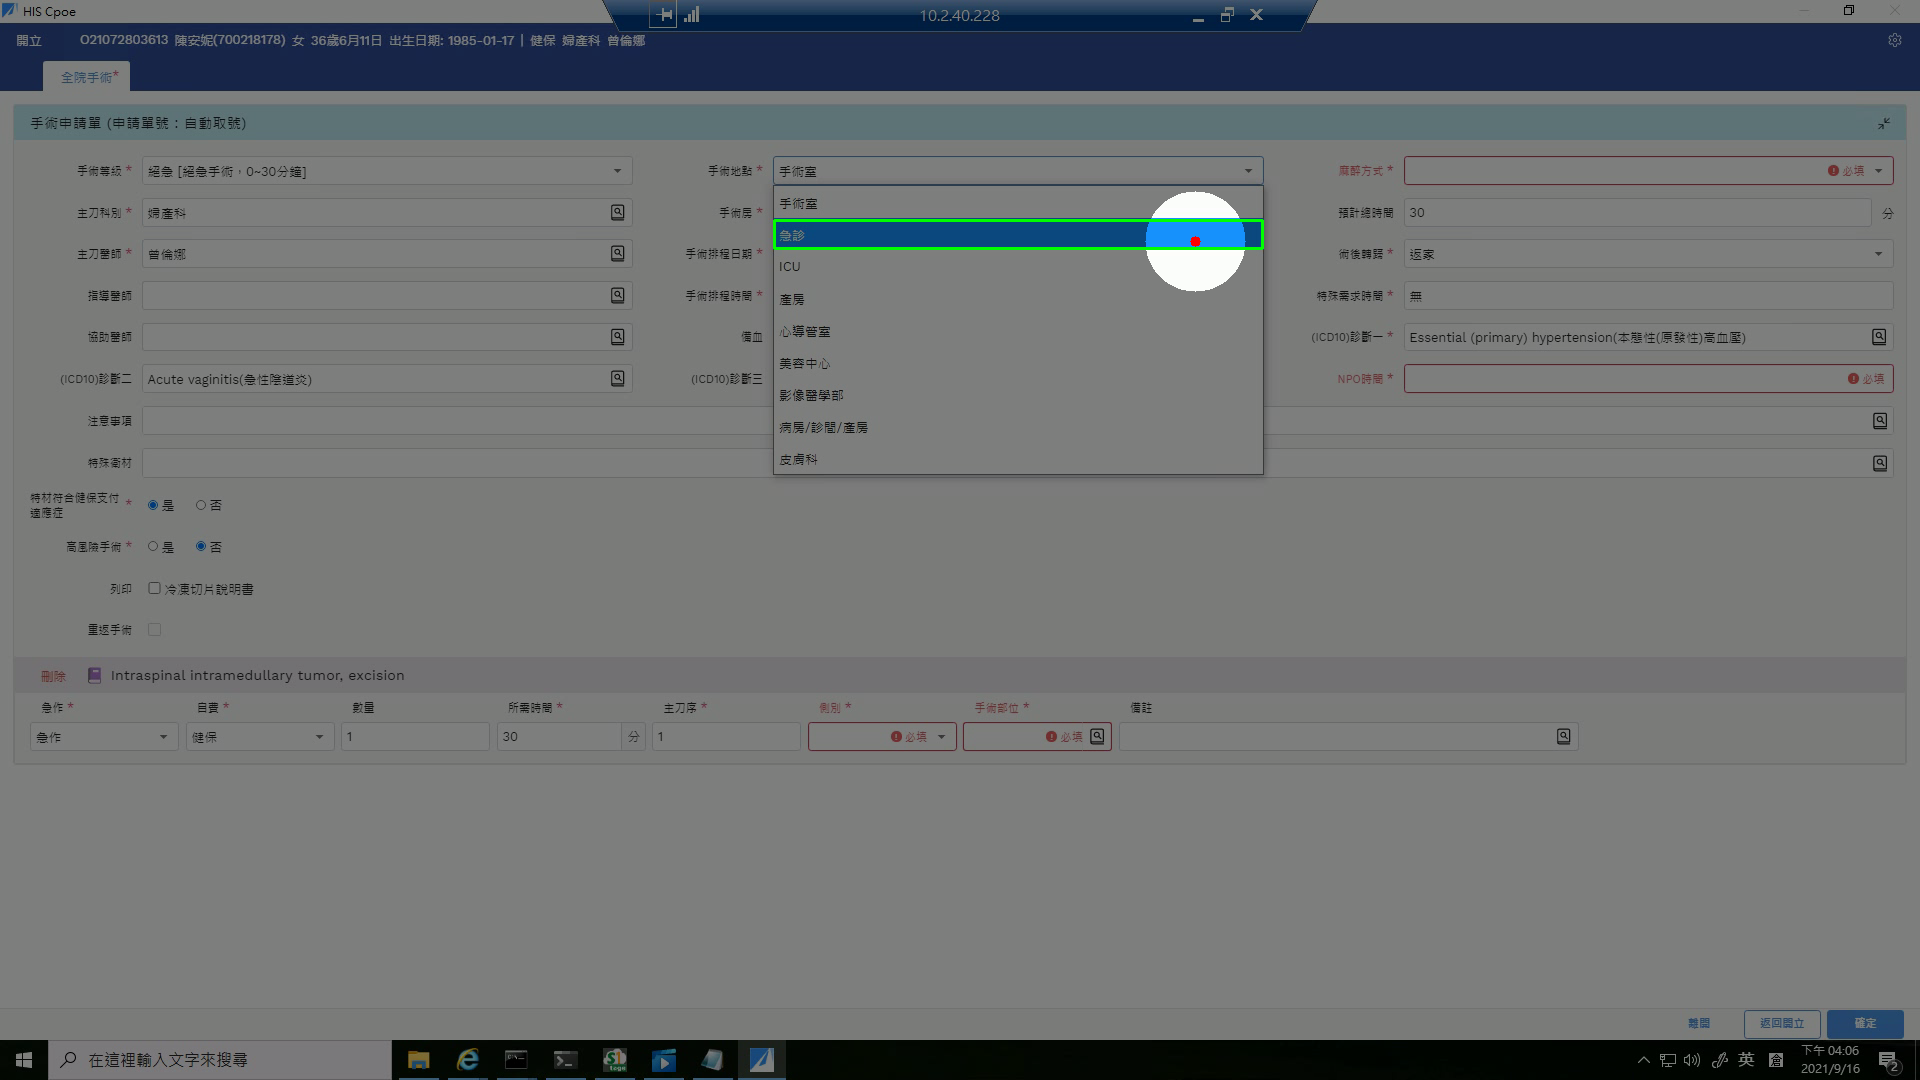 HIS Cpoe
10.2.40.228
開立 O21072803613 陳安妮(700218178) 女 36歲6月11日 出生日期: 1985-01-17 | 健保 婦產科 曾倫娜
全院手術*
手術申請單 (申請單號：自動取號)
手術等級 * 絕急 [絕急手術，0~30分鐘] 手術地點 * 手術室 麻醉方式 * 必填
手術室
主刀科別 * 婦產科 手術房 * 預計總時間 30 分
急診
主刀醫師 * 曾倫娜 手術排程日期 * 術後轉歸 * 返家
ICU
指導醫師 手術排程時間 * 特殊需求時間 * 無
產房
協助醫師 備血 (ICD10)診斷一 * Essential (primary) hypertension(本態性(原發性)高血壓)
心導管室
美容中心
(ICD10)診斷二 Acute vaginitis(急性陰道炎) (ICD10)診斷三 NPO時間 * 必填
影像醫學部
注意事項
病房/診間/產房
特殊衛材
皮膚科
特材符合健保支付適應症 * 是 否
高風險手術 * 是 否
列印 冷凍切片說明書
重返手術
刪除 Intraspinal intramedullary tumor, excision
急作 * 自費 * 數量 所需時間 * 主刀序 * 側別 * 手術部位 * 備註
急作 健保 1 30 分 1 必填 必填
離開 返回開立 確定
在這裡輸入文字來搜尋
英
下午 04:06
2021/9/16
2